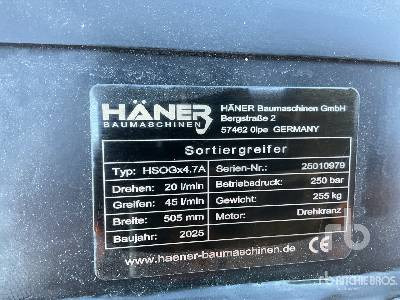 HÄNER
BAUMASCHINEN
HÄNER Baumaschinen GmbH
Bergstraße 2
57462 Olpe GERMANY
Sortiergreifer
Typ: HSOGx4.7A Serien-Nr.: 25010979
Drehen: 20 l/min Betriebsdruck: 250 bar
Greifen: 45 l/min Gewicht: 255 kg
Breite: 505 mm Motor: Drehkranz
Baujahr: 2025
www.haener-baumaschinen.de CE
rb
RITCHIE BROS.